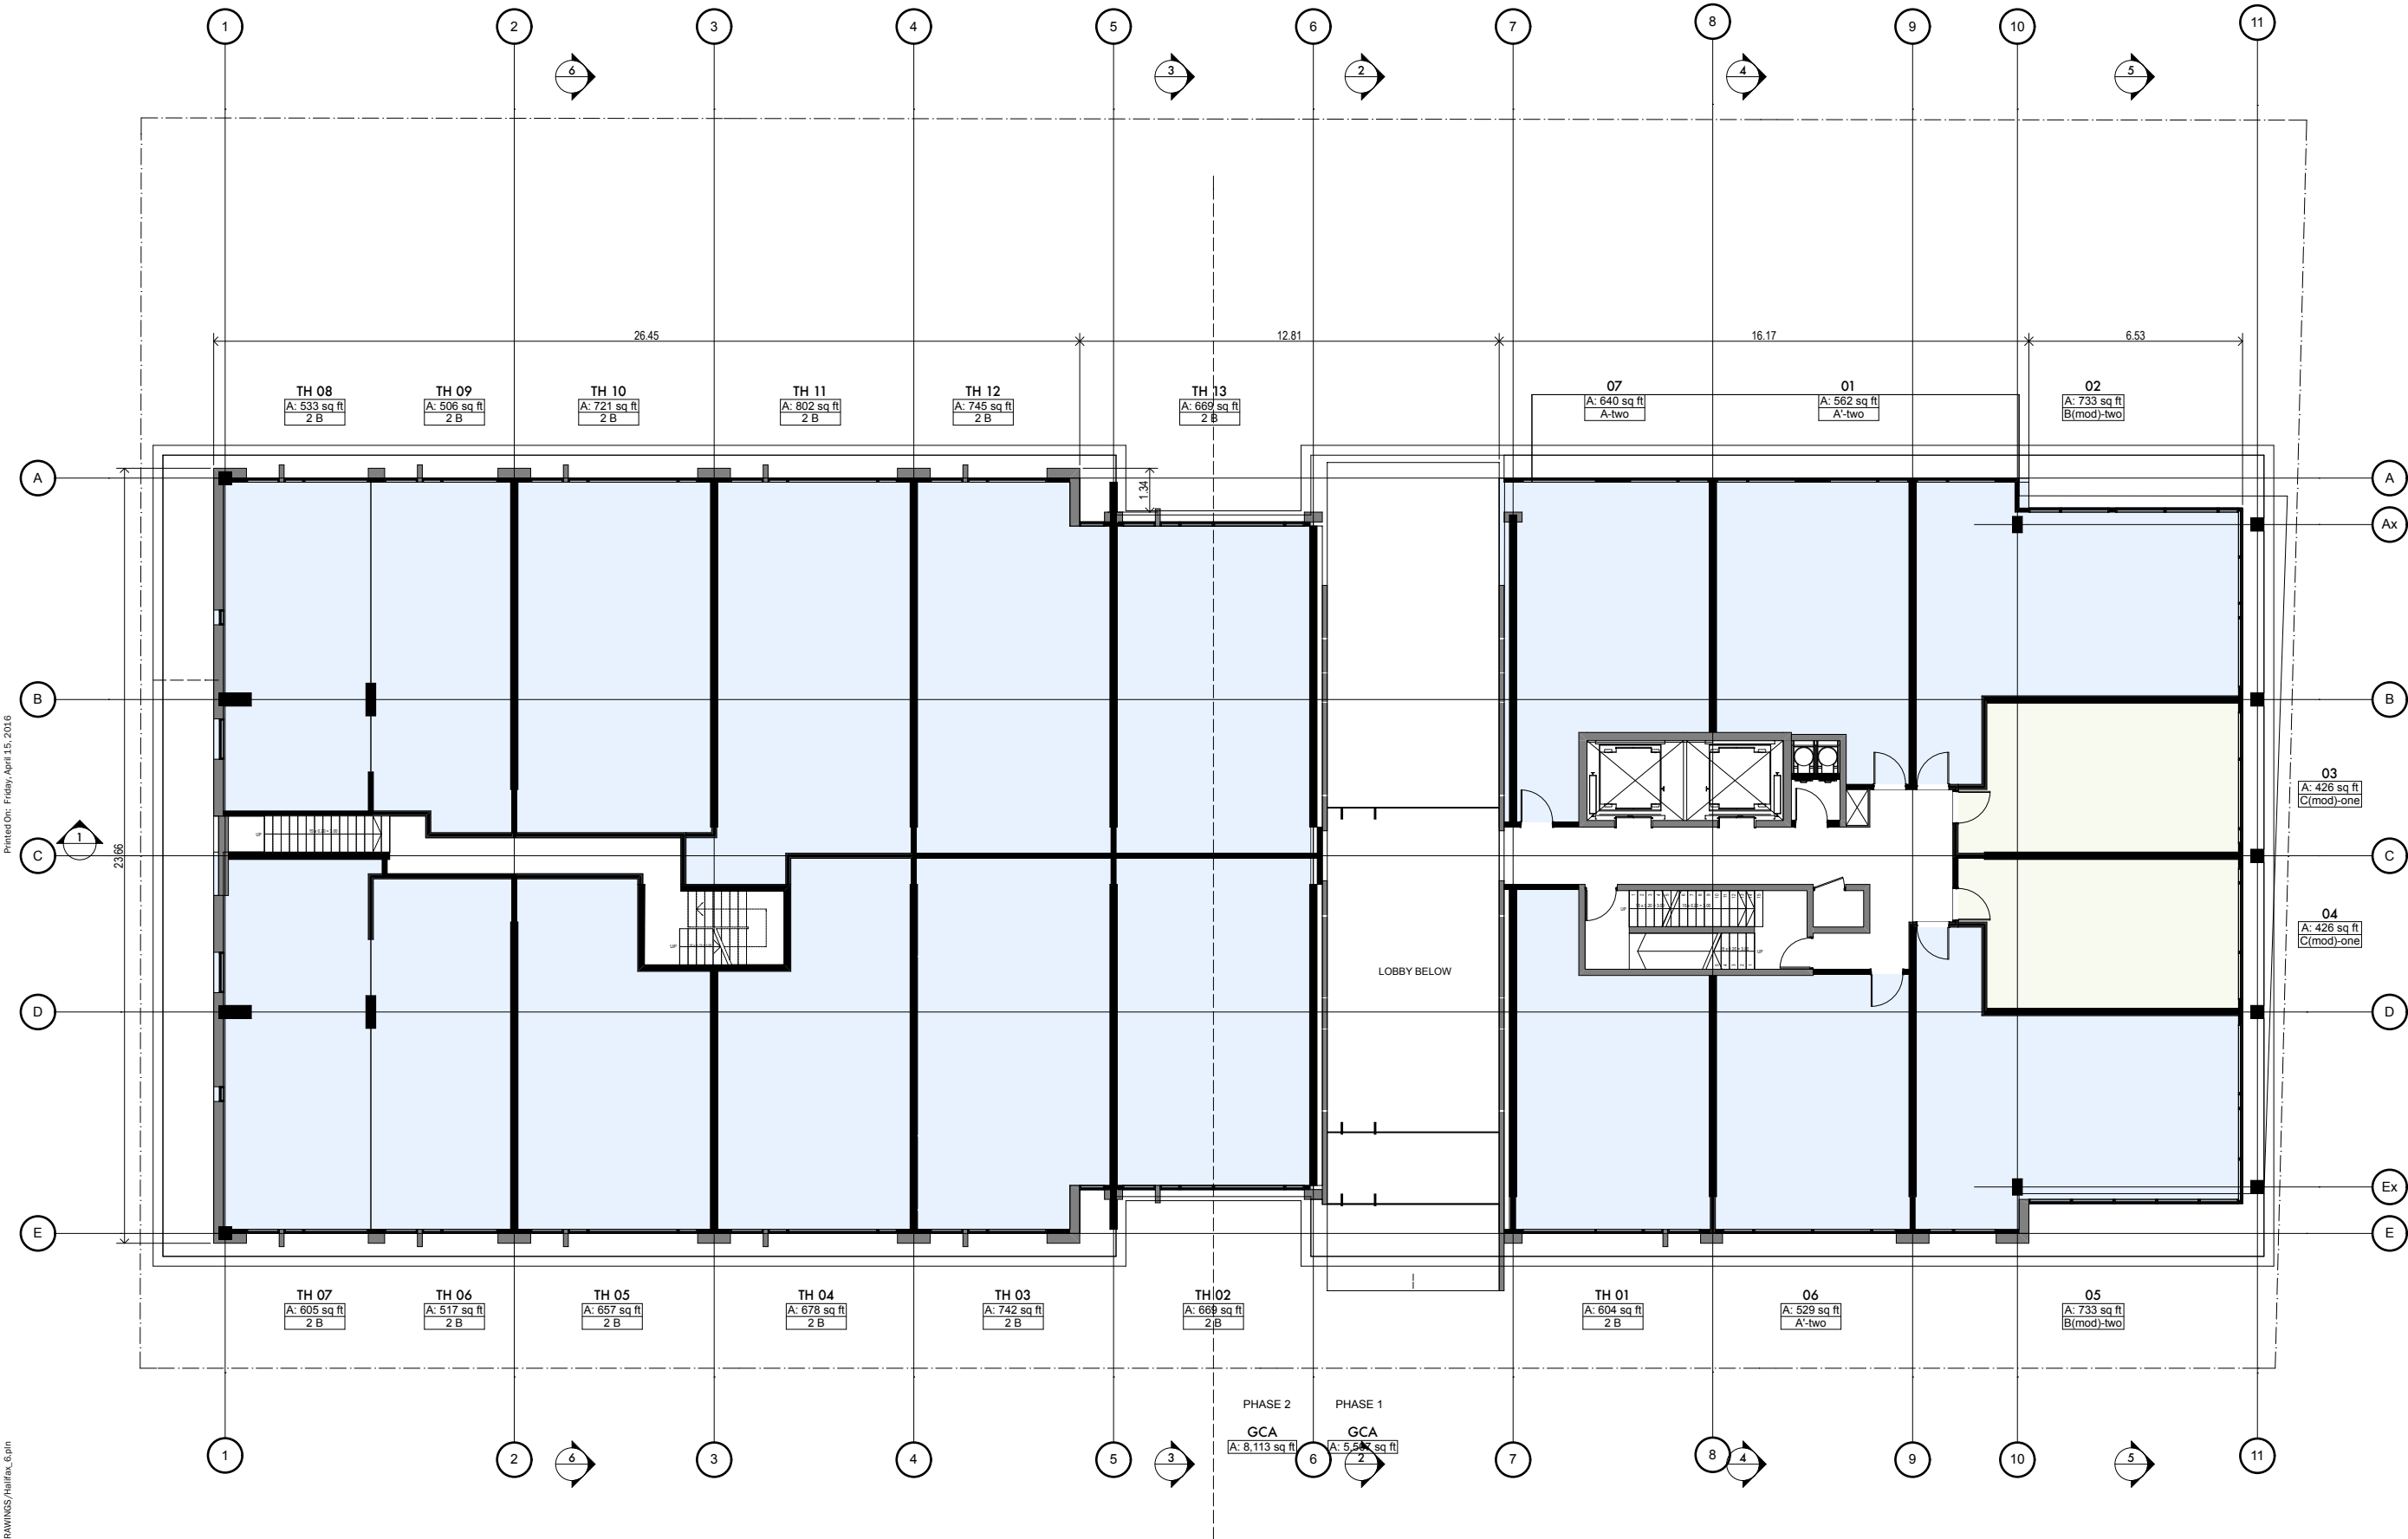 1
2
3
4
5
6
7
8
9
10
11
6
3
2
4
5
26.45
12.81
16.17
6.53
TH 08
A: 533 sq ft
2 B
TH 09
A: 506 sq ft
2 B
TH 10
A: 721 sq ft
2 B
TH 11
A: 802 sq ft
2 B
TH 12
A: 745 sq ft
2 B
TH 13
A: 669 sq ft
2 B
07
A: 640 sq ft
A-two
01
A: 562 sq ft
A'-two
02
A: 733 sq ft
B(mod)-two
A
A
1.34
Ax
B
B
Printed On: Friday, April 15, 2016
03
A: 426 sq ft
C(mod)-one
1
UP
C
23.66
C
UP
UP
UP
04
A: 426 sq ft
C(mod)-one
LOBBY BELOW
D
D
Ex
E
E
TH 07
A: 605 sq ft
2 B
TH 06
A: 517 sq ft
2 B
TH 05
A: 657 sq ft
2 B
TH 04
A: 678 sq ft
2 B
TH 03
A: 742 sq ft
2 B
TH 02
A: 669 sq ft
2 B
TH 01
A: 604 sq ft
2 B
06
A: 529 sq ft
A'-two
05
A: 733 sq ft
B(mod)-two
PHASE 2
PHASE 1
GCA
A: 8,113 sq ft
GCA
sq ft
1
2
3
4
5
6
7
8
9
10
11
6
3
2
4
5
RAWINGS/Halifax_6.pln